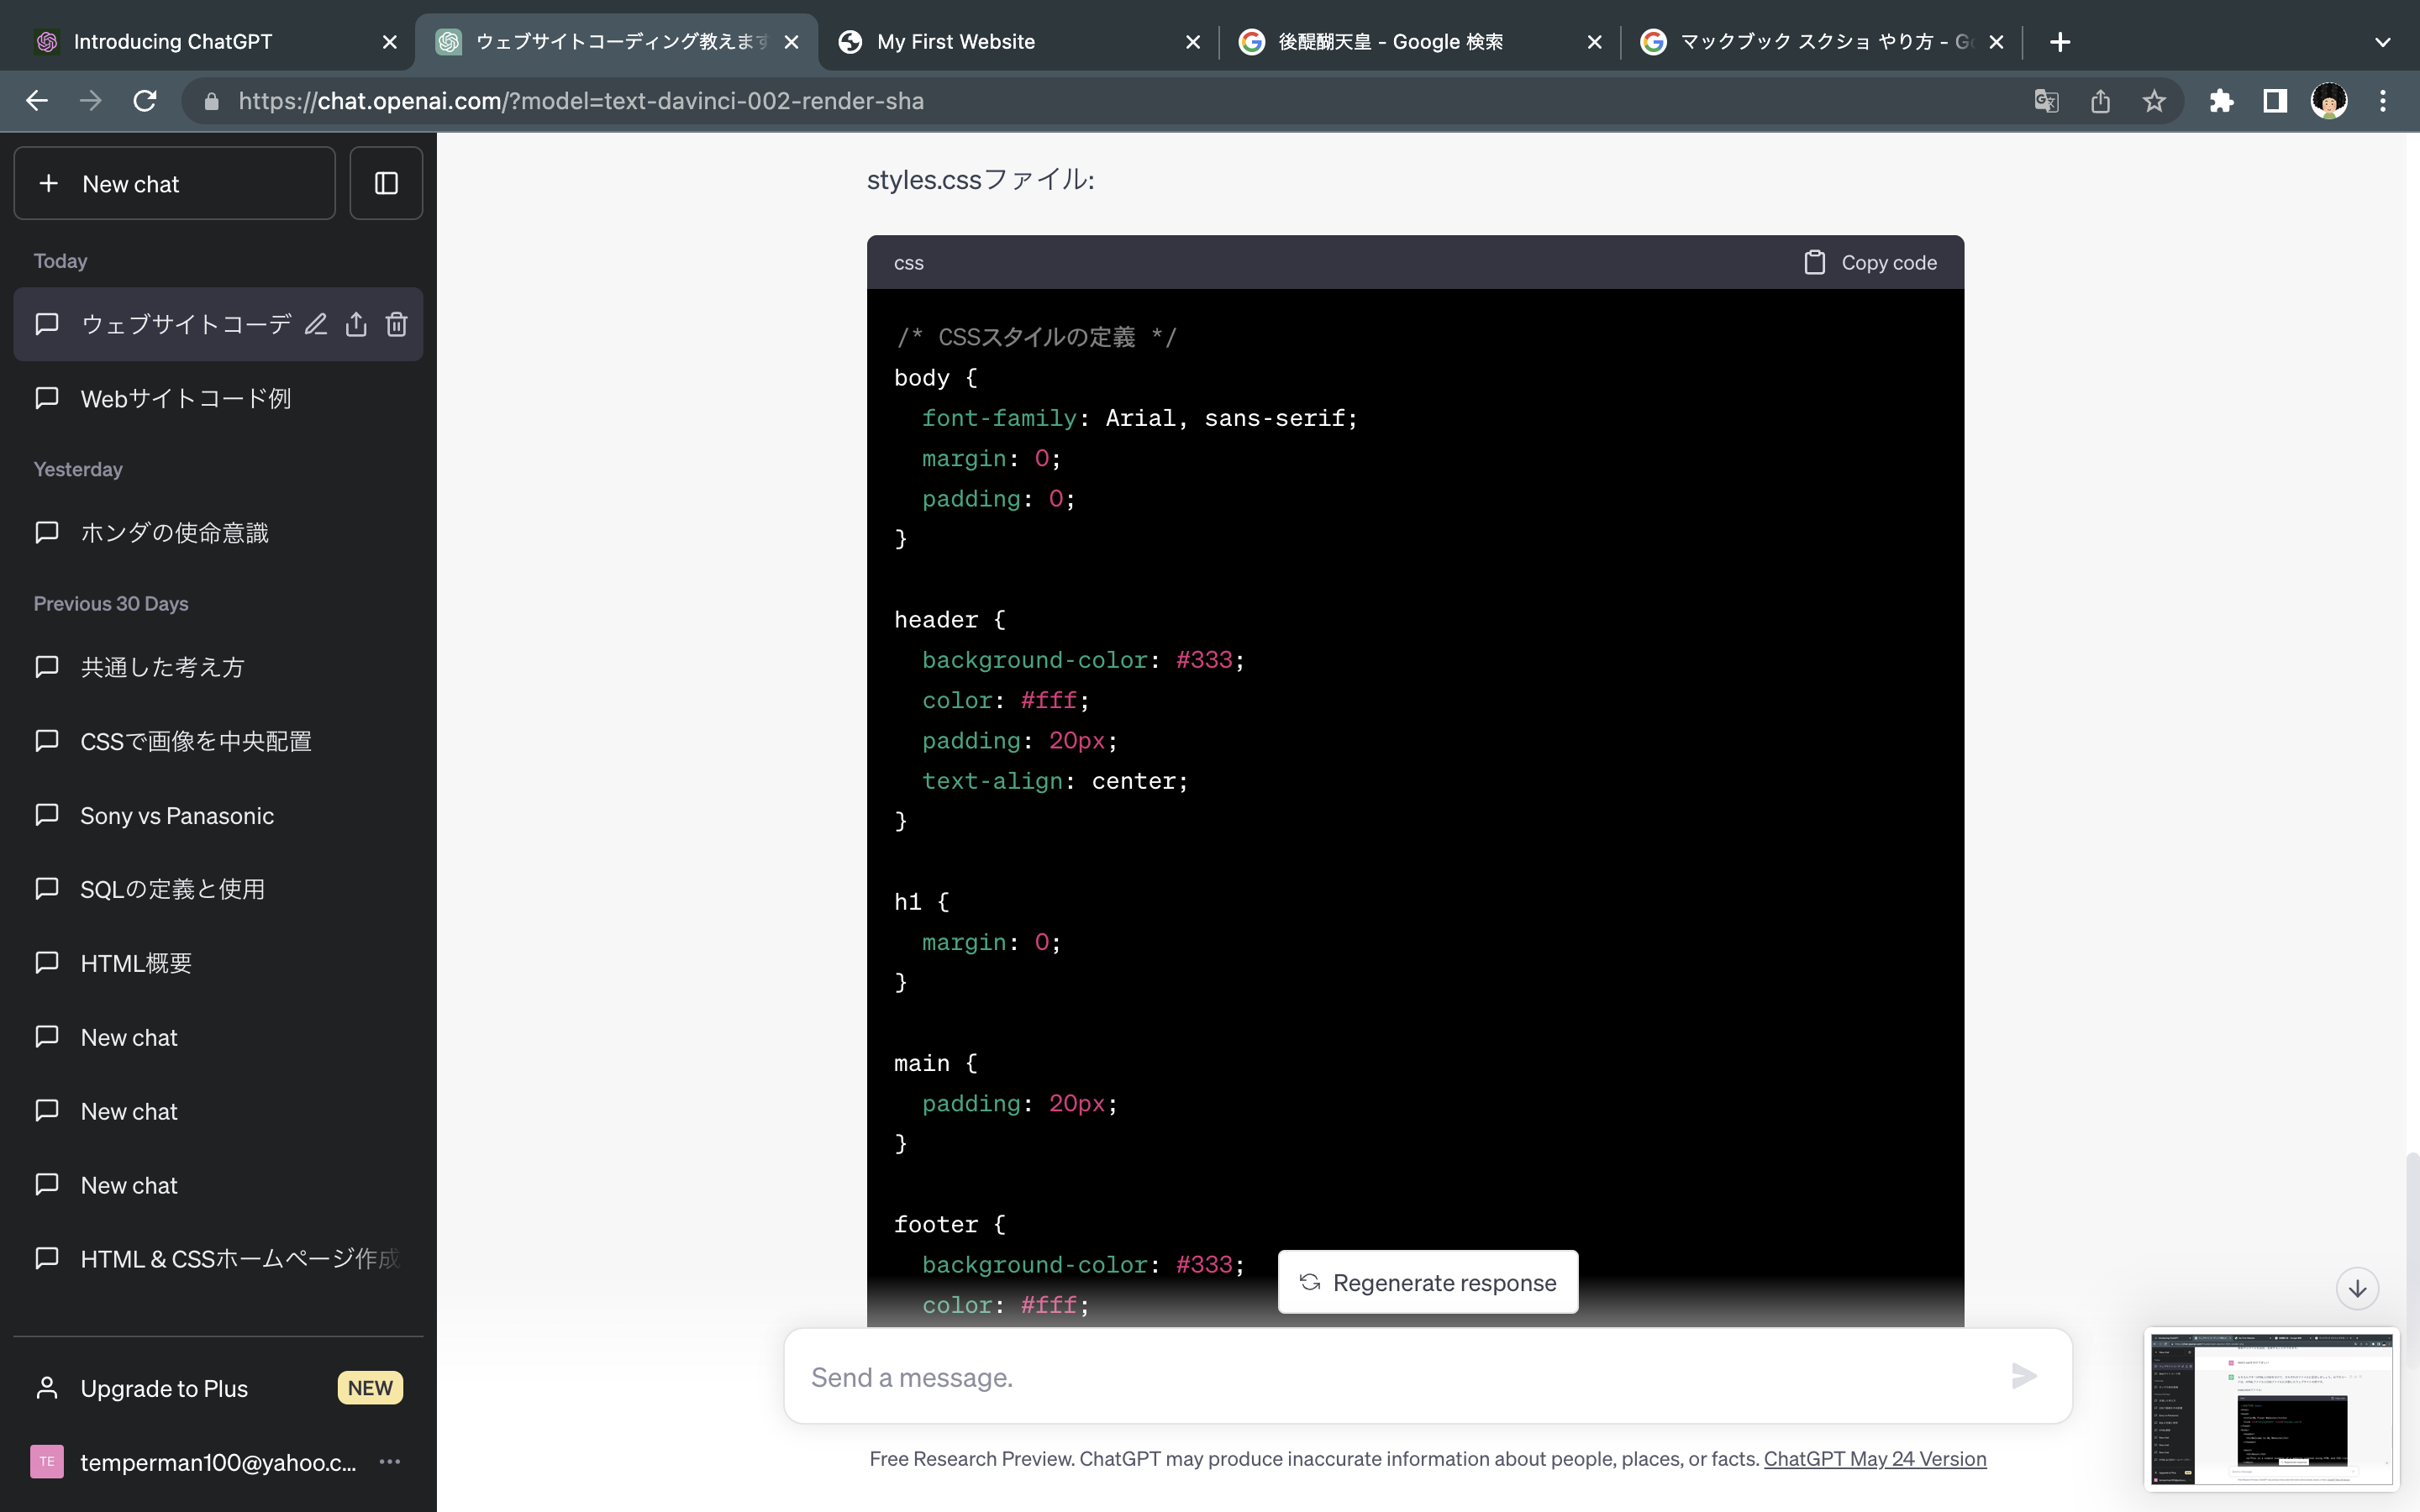 Introducing ChatGPT
ウェブサイトコーディング教えます
My First Website
後醍醐天皇 - Google 検索
マックブック スクショ やり方 - Go
https://chat.openai.com/?model=text-davinci-002-render-sha
New chat
Today
ウェブサイトコーデ
Webサイトコード例
Yesterday
ホンダの使命意識
Previous 30 Days
共通した考え方
CSSで画像を中央配置
Sony vs Panasonic
SQLの定義と使用
HTML概要
New chat
New chat
New chat
HTML & CSSホームページ作成
Upgrade to Plus
NEW
TE
temperman100@yahoo.c...
styles.cssファイル:
css
Copy code
/* CSSスタイルの定義 */
body {
  font-family: Arial, sans-serif;
  margin: 0;
  padding: 0;
}
header {
  background-color: #333;
  color: #fff;
  padding: 20px;
  text-align: center;
}
h1 {
  margin: 0;
}
main {
  padding: 20px;
}
footer {
  background-color: #333;
  color: #fff;
Regenerate response
Send a message.
Free Research Preview. ChatGPT may produce inaccurate information about people, places, or facts. ChatGPT May 24 Version